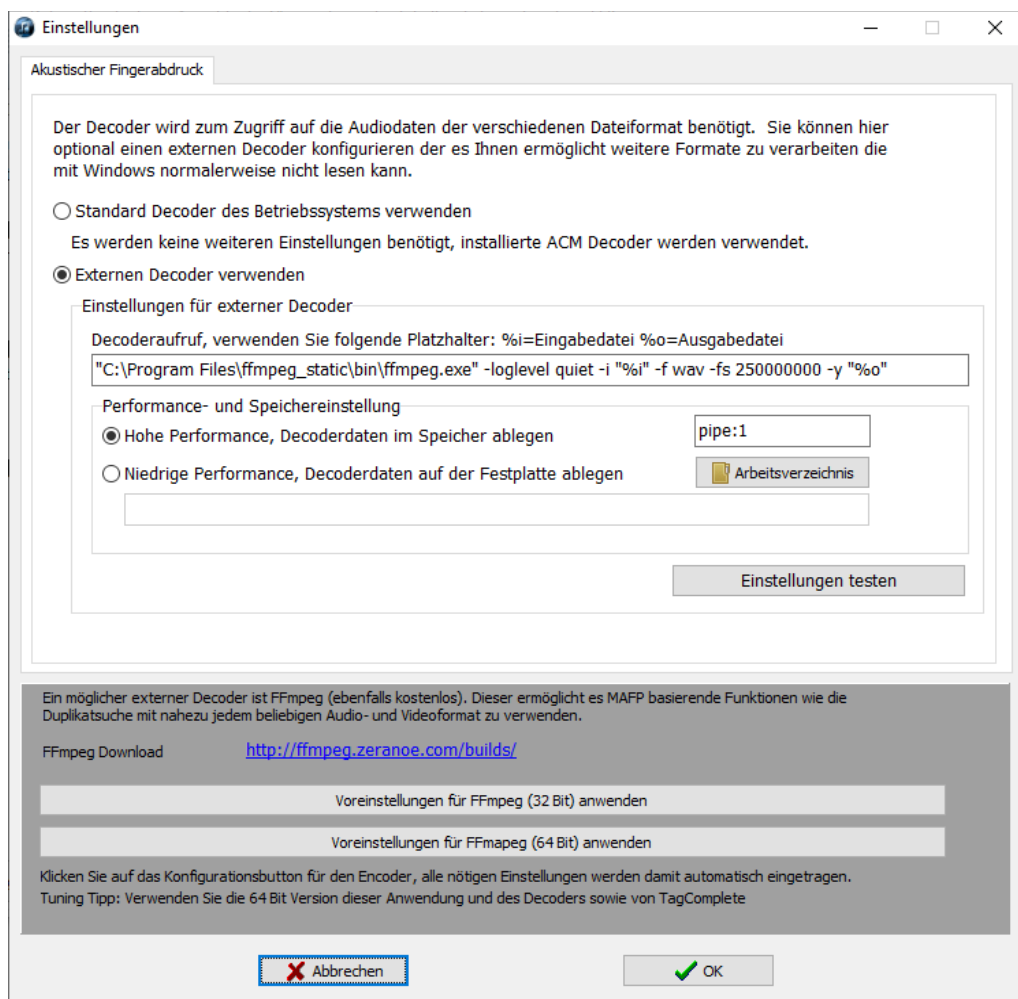 Einstellungen
Akustischer Fingerabdruck
Der Decoder wird zum Zugriff auf die Audiodaten der verschiedenen Dateiformat benötigt.  Sie können hier
optional einen externen Decoder konfigurieren der es Ihnen ermöglicht weitere Formate zu verarbeiten die
mit Windows normalerweise nicht lesen kann.
Standard Decoder des Betriebssystems verwenden
Es werden keine weiteren Einstellungen benötigt, installierte ACM Decoder werden verwendet.
Externen Decoder verwenden
Einstellungen für externer Decoder
Decoderaufruf, verwenden Sie folgende Platzhalter: %i=Eingabedatei %o=Ausgabedatei
"C:\Program Files\ffmpeg_static\bin\ffmpeg.exe" -loglevel quiet -i "%i" -f wav -fs 250000000 -y "%o"
Performance- und Speichereinstellung
Hohe Performance, Decoderdaten im Speicher ablegen
pipe:1
Niedrige Performance, Decoderdaten auf der Festplatte ablegen
Arbeitsverzeichnis
Einstellungen testen
Ein möglicher externer Decoder ist FFmpeg (ebenfalls kostenlos). Dieser ermöglicht es MAFP basierende Funktionen wie die
Duplikatsuche mit nahezu jedem beliebigen Audio- und Videoformat zu verwenden.
FFmpeg Download
http://ffmpeg.zeranoe.com/builds/
Voreinstellungen für FFmpeg (32 Bit) anwenden
Voreinstellungen für FFmapeg (64 Bit) anwenden
Klicken Sie auf das Konfigurationsbutton für den Encoder, alle nötigen Einstellungen werden damit automatisch eingetragen.
Tuning Tipp: Verwenden Sie die 64 Bit Version dieser Anwendung und des Decoders sowie von TagComplete
Abbrechen
OK